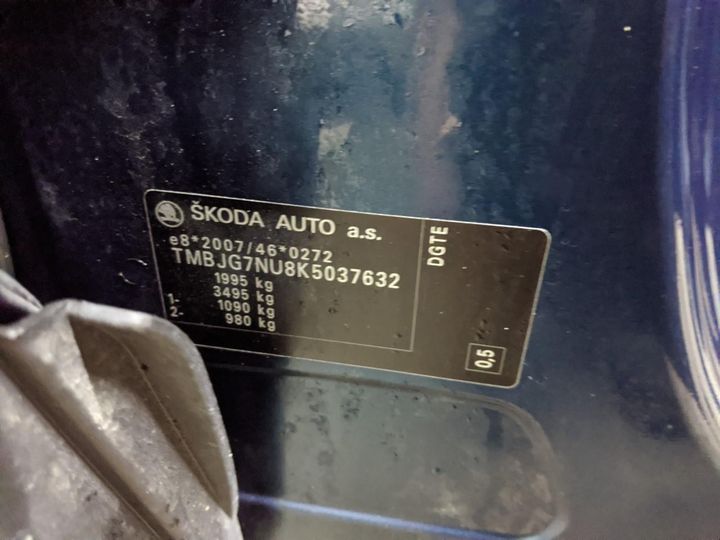 ŠKODA AUTO a.s.
e8*2007/46*0272
TMBJG7NU8K5037632
1995 kg
3495 kg
1- 1090 kg
2- 980 kg
DGTE
0,5